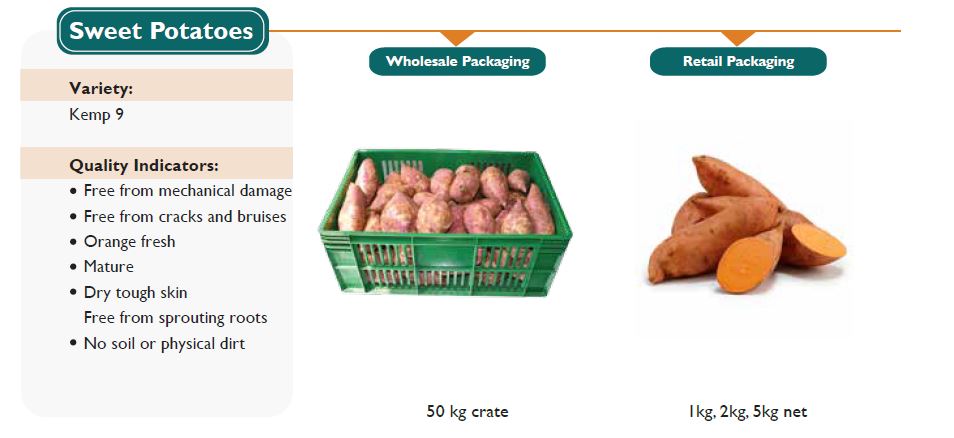 Sweet Potatoes
Wholesale Packaging
Retail Packaging
Variety:
Kemp 9
Quality Indicators:
• Free from mechanical damage
• Free from cracks and bruises
• Orange fresh
• Mature
• Dry tough skin
Free from sprouting roots
• No soil or physical dirt
50 kg crate
1kg, 2kg, 5kg net